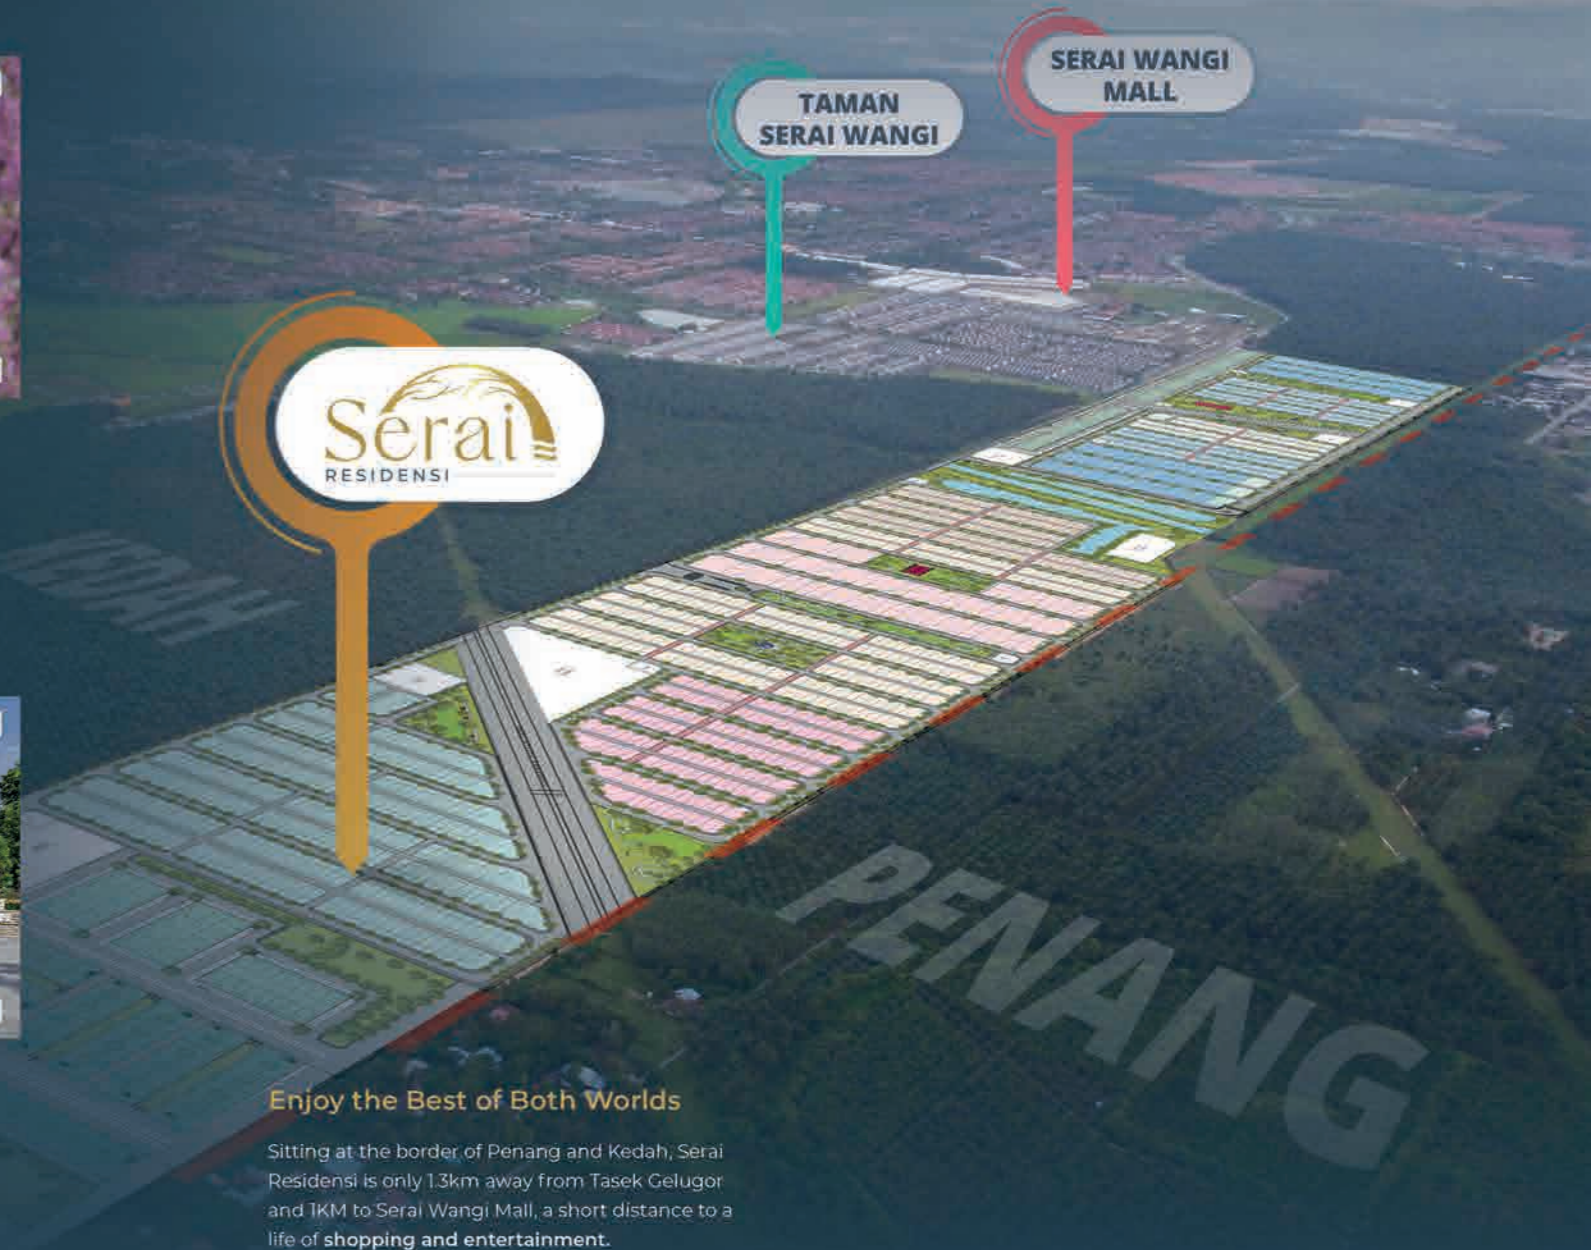 SERAI WANGI
MALL
TAMAN
SERAI WANGI
Serai
RESIDENSI
PENANG
Enjoy the Best of Both Worlds
Sitting at the border of Penang and Kedah, Serai
Residensi is only 1.3km away from Tasek Gelugor
and 1KM to Serai Wangi Mall, a short distance to a
life of shopping and entertainment.